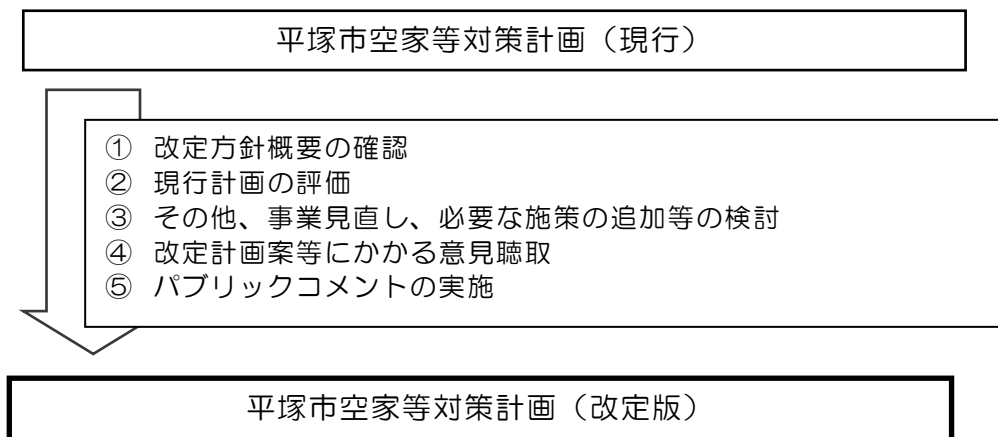 平塚市空家等対策計画（現行）
① 改定方針概要の確認
② 現行計画の評価
③ その他、事業見直し、必要な施策の追加等の検討
④ 改定計画案等にかかる意見聴取
⑤ パブリックコメントの実施
平塚市空家等対策計画（改定版）